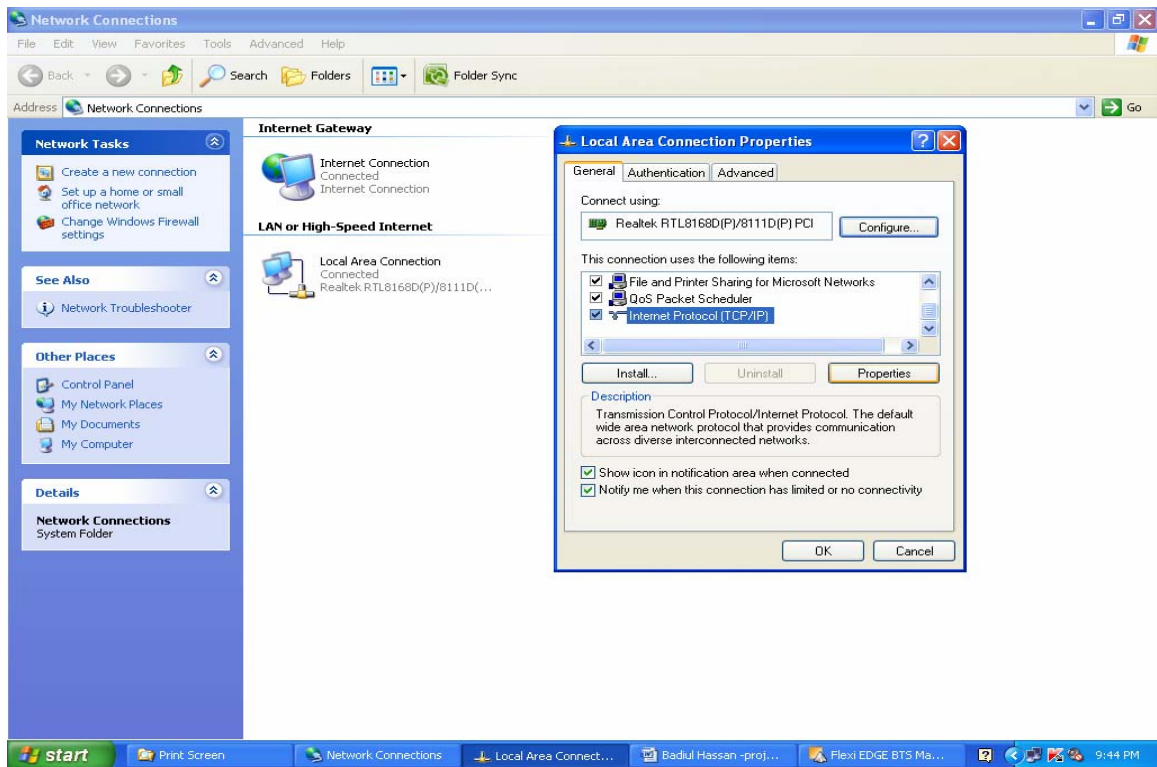 Network Connections
File Edit View Favorites Tools Advanced Help
Back Search Folders Folder Sync
Address Network Connections Go
Network Tasks
Create a new connection
Set up a home or small
office network
Change Windows Firewall
settings
See Also
Network Troubleshooter
Other Places
Control Panel
My Network Places
My Documents
My Computer
Details
Network Connections
System Folder
Internet Gateway
Internet Connection
Connected
Internet Connection
LAN or High-Speed Internet
Local Area Connection
Connected
Realtek RTL8168D(P)/8111D(...
Local Area Connection Properties
General Authentication Advanced
Connect using:
Realtek RTL8168D(P)/8111D(P) PCI Configure...
This connection uses the following items:
File and Printer Sharing for Microsoft Networks
QoS Packet Scheduler
Internet Protocol (TCP/IP)
Install... Uninstall Properties
Description
Transmission Control Protocol/Internet Protocol. The default
wide area network protocol that provides communication
across diverse interconnected networks.
Show icon in notification area when connected
Notify me when this connection has limited or no connectivity
OK Cancel
start Print Screen Network Connections Local Area Connect... Badiul Hassan -proj... Flexi EDGE BTS Ma... 9:44 PM